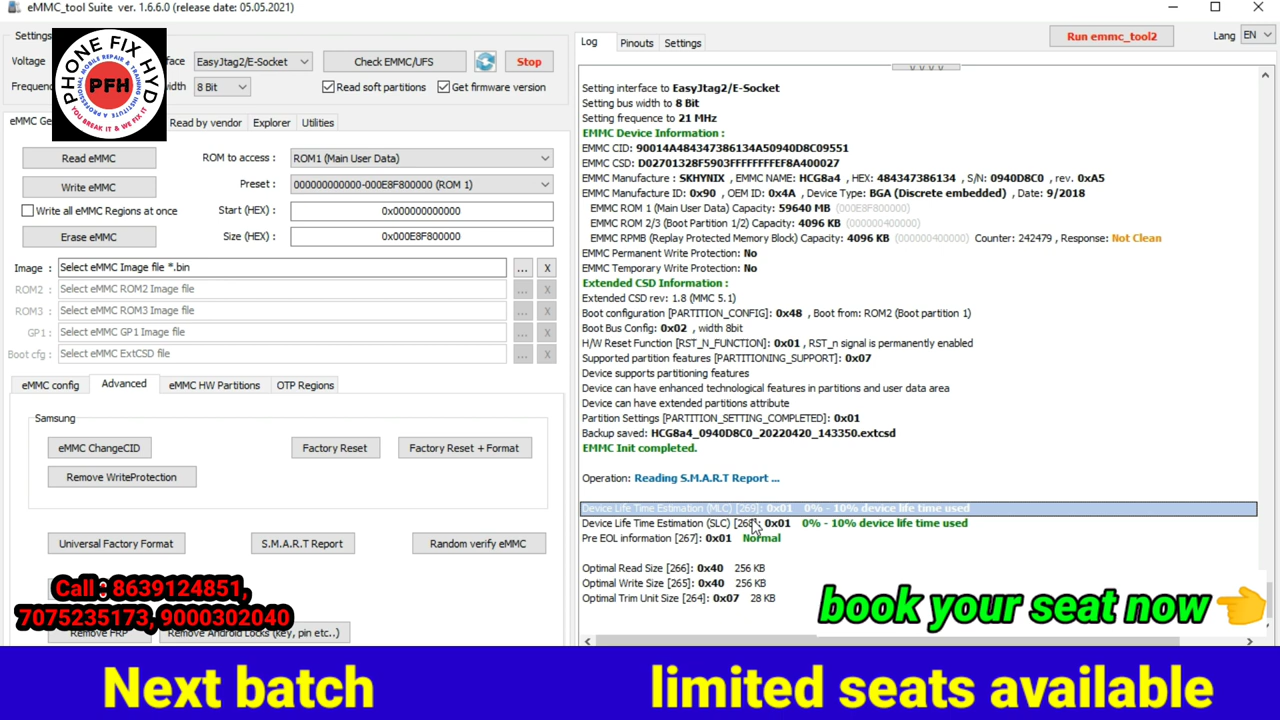 eMMC_tool Suite ver. 1.6.6.0 (release date: 05.05.2021)
Settings
Voltage
face
EasyJtag2/E-Socket
Check EMMC/UFS
Stop
width
8 Bit
Read soft partitions
Get firmware version
PHONE FIX HYD
A PROFESSIONAL MOBILE REPAIR & TRAINING INSTITUTE
PFH
YOU BREAK IT & WE FIX IT
Read by vendor
Explorer
Utilities
Read eMMC
ROM to access :
ROM1 (Main User Data)
Write eMMC
Preset :
000000000000-000E8F800000 (ROM 1)
Write all eMMC Regions at once
Start (HEX) :
0x000000000000
Erase eMMC
Size (HEX) :
0x000E8F800000
Image :
Select eMMC Image file *.bin
...
X
ROM2 :
Select eMMC ROM2 Image file
...
X
ROM3 :
Select eMMC ROM3 Image file
...
X
GP1 :
Select eMMC GP1 Image file
...
X
Boot cfg :
Select eMMC ExtCSD file
...
X
eMMC config
Advanced
eMMC HW Partitions
OTP Regions
Samsung
eMMC ChangeCID
Factory Reset
Factory Reset + Format
Remove WriteProtection
Universal Factory Format
S.M.A.R.T Report
Random verify eMMC
Call : 8639124851,
7075235173, 9000302040
Remove FRP
Remove Android Locks (key, pin etc..)
Log
Pinouts
Settings
Run emmc_tool2
Lang
EN
Setting interface to EasyJtag2/E-Socket
Setting bus width to 8 Bit
Setting frequency to 21 MHz
EMMC Device Information :
EMMC CID: 90014A484347386134A50940D8C09551
EMMC CSD: D02701328F5903FFFFFFFFEF8A400027
EMMC Manufacture : SKHYNIX , EMMC NAME: HCG8a4 , HEX: 484347386134 , S/N: 0940D8C0 , rev. 0xA5
EMMC Manufacture ID: 0x90 , OEM ID: 0x4A , Device Type: BGA (Discrete embedded) , Date: 9/2018
EMMC ROM 1 (Main User Data) Capacity: 59640 MB (000E8F800000)
EMMC ROM 2/3 (Boot Partition 1/2) Capacity: 4096 KB (000000400000)
EMMC RPMB (Replay Protected Memory Block) Capacity: 4096 KB (000000400000) Counter: 242479 , Response: Not Clean
EMMC Permanent Write Protection: No
EMMC Temporary Write Protection: No
Extended CSD Information :
Extended CSD rev: 1.8 (MMC 5.1)
Boot configuration [PARTITION_CONFIG]: 0x48 , Boot from: ROM2 (Boot partition 1)
Boot Bus Config: 0x02 , width 8bit
H/W Reset Function [RST_N_FUNCTION]: 0x01 , RST_n signal is permanently enabled
Supported partition features [PARTITIONING_SUPPORT]: 0x07
Device supports partitioning features
Device can have enhanced technological features in partitions and user data area
Device can have extended partitions attribute
Partition Settings [PARTITION_SETTING_COMPLETED]: 0x01
Backup saved: HCG8a4_0940D8C0_20220420_143350.extcsd
EMMC Init completed.
Operation: Reading S.M.A.R.T Report ...
Device Life Time Estimation (MLC) [269]: 0x01 0% - 10% device life time used
Device Life Time Estimation (SLC) [268]: 0x01 0% - 10% device life time used
Pre EOL information [267]: 0x01 Normal
Optimal Read Size [266]: 0x40 256 KB
Optimal Write Size [265]: 0x40 256 KB
Optimal Trim Unit Size [264]: 0x07 28 KB
book your seat now
Next batch
limited seats available